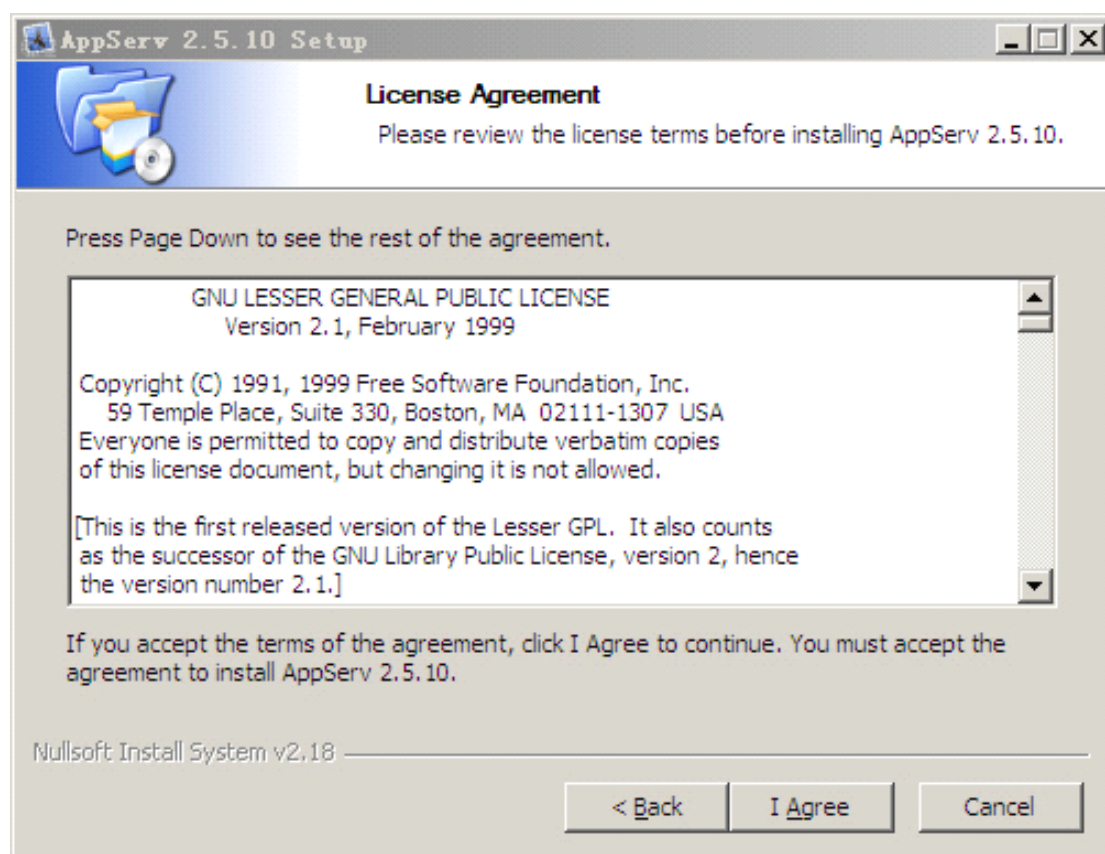 AppServ 2.5.10 Setup
License Agreement
Please review the license terms before installing AppServ 2.5.10.
Press Page Down to see the rest of the agreement.
GNU LESSER GENERAL PUBLIC LICENSE
Version 2.1, February 1999
Copyright (C) 1991, 1999 Free Software Foundation, Inc.
59 Temple Place, Suite 330, Boston, MA  02111-1307  USA
Everyone is permitted to copy and distribute verbatim copies
of this license document, but changing it is not allowed.
[This is the first released version of the Lesser GPL.  It also counts
as the successor of the GNU Library Public License, version 2, hence
the version number 2.1.]
If you accept the terms of the agreement, click I Agree to continue. You must accept the
agreement to install AppServ 2.5.10.
Nullsoft Install System v2.18
< Back
I Agree
Cancel